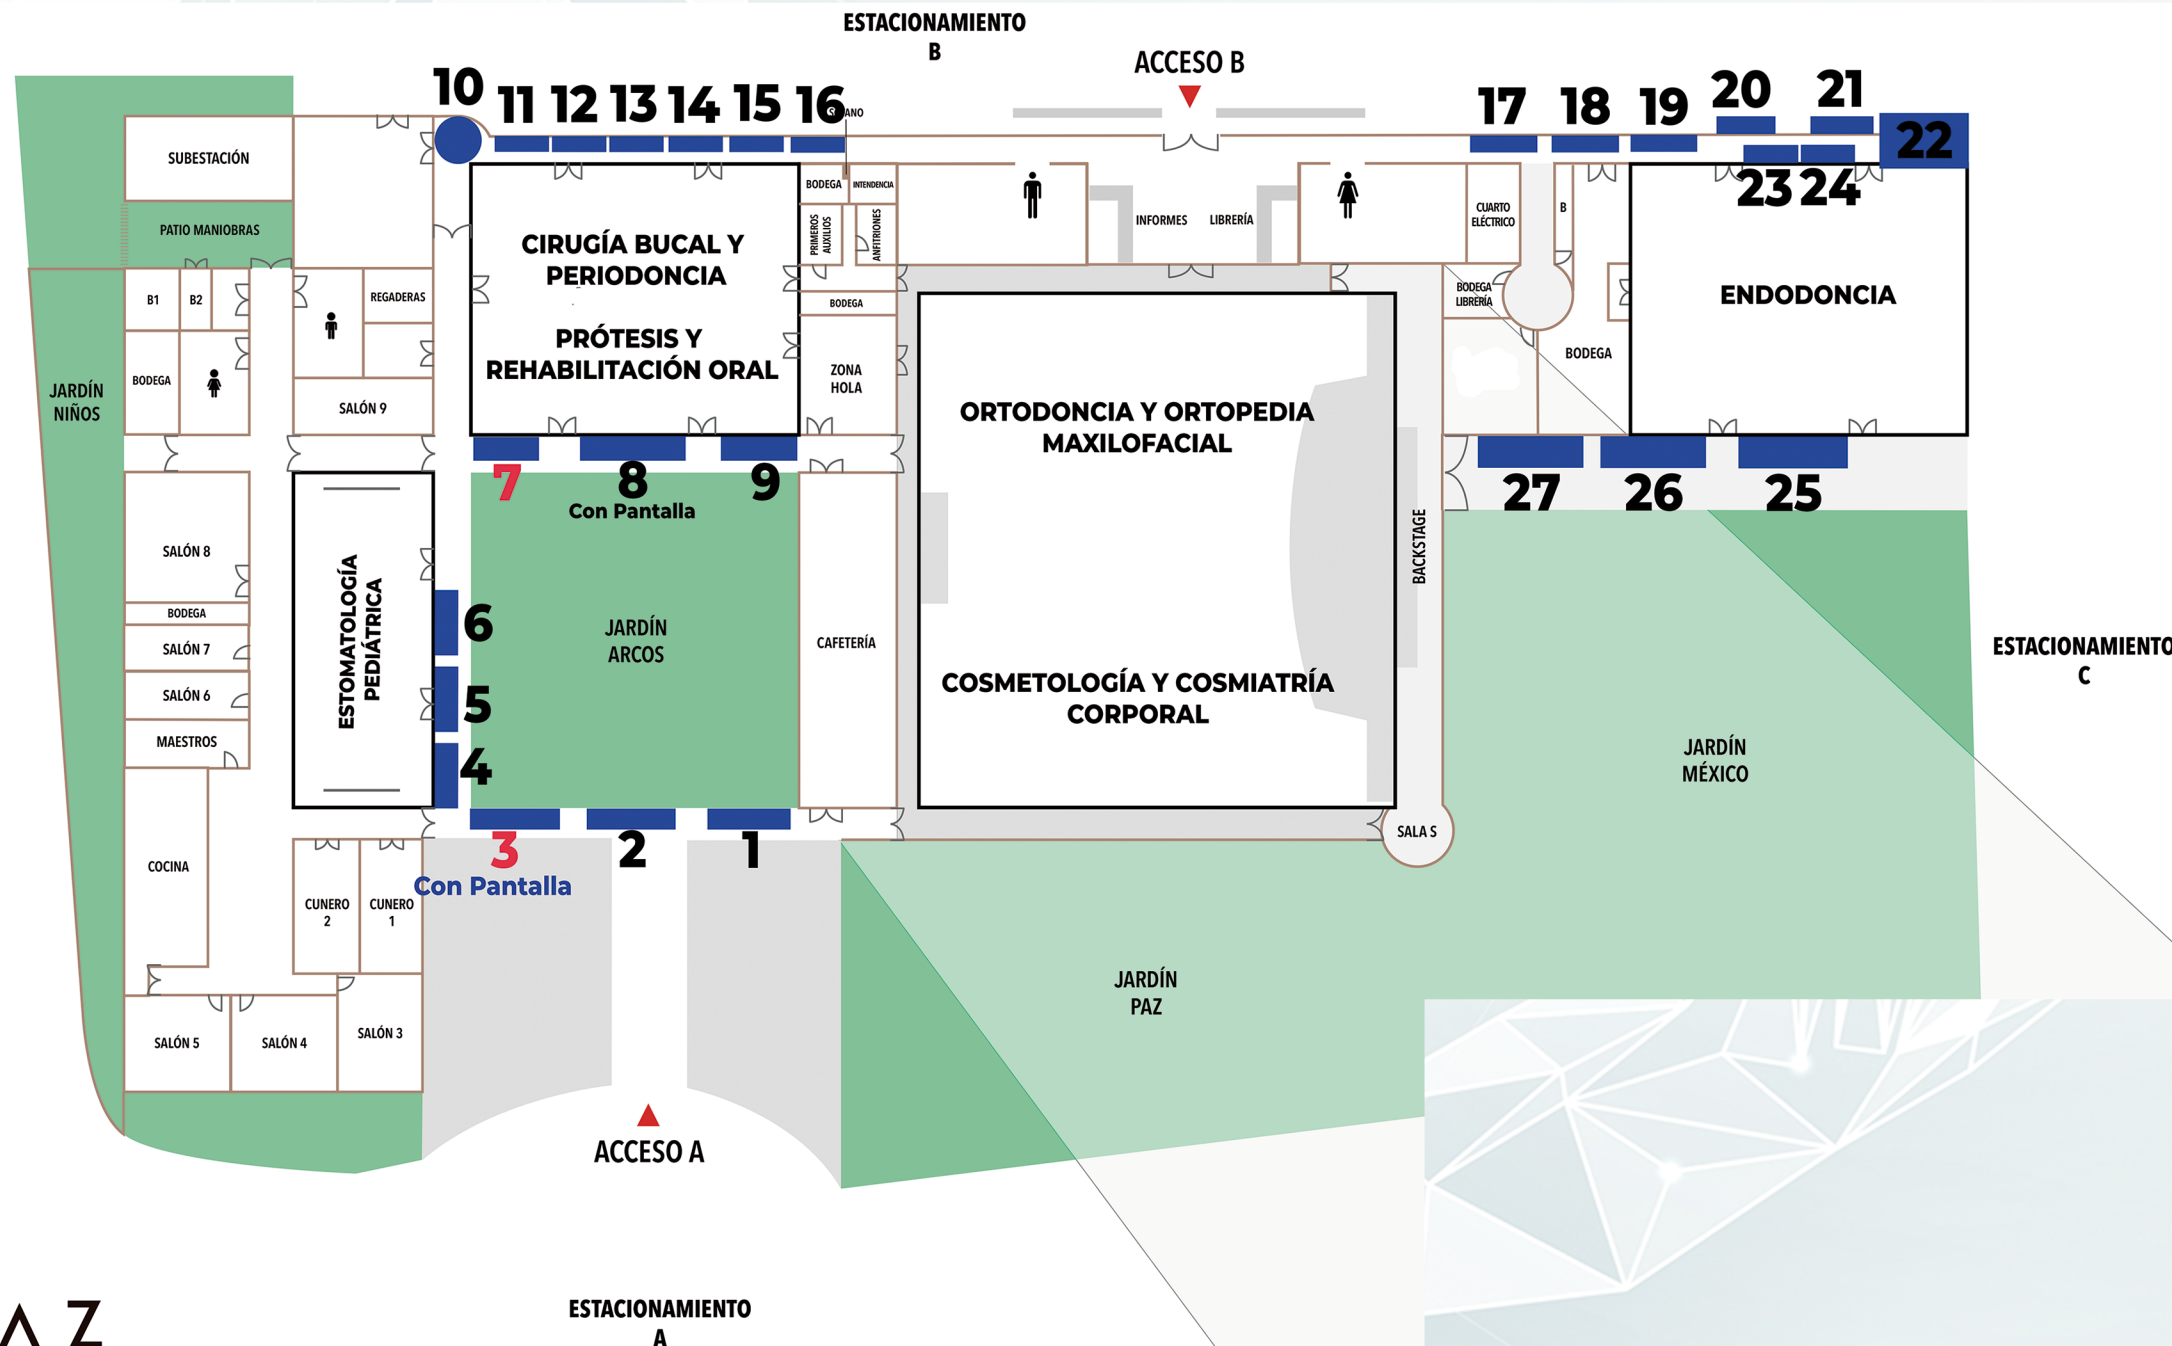 ESTACIONAMIENTO
B
ACCESO B
10
11
12
13
14
15
16
17
18
19
20
21
22
23
24
SUBESTACIÓN
PATIO MANIOBRAS
B1
B2
BODEGA
REGADERAS
SALÓN 9
JARDÍN
NIÑOS
CIRUGÍA BUCAL Y
PERIODONCIA
PRÓTESIS Y
REHABILITACIÓN ORAL
BODEGA
INTENDENCIA
PRIMEROS
AUXILIOS
ANFITRIONES
BODEGA
ZONA
HOLA
INFORMES
LIBRERÍA
CUARTO
ELÉCTRICO
B
BODEGA
LIBRERÍA
BODEGA
ENDODONCIA
ORTODONCIA Y ORTOPEDIA
MAXILOFACIAL
COSMETOLOGÍA Y COSMIATRÍA
CORPORAL
BACKSTAGE
SALA S
7
8
Con Pantalla
9
27
26
25
SALÓN 8
BODEGA
SALÓN 7
SALÓN 6
MAESTROS
ESTOMATOLOGÍA
PEDIÁTRICA
6
5
4
JARDÍN
ARCOS
CAFETERÍA
3
Con Pantalla
2
1
COCINA
CUNERO
2
CUNERO
1
SALÓN 5
SALÓN 4
SALÓN 3
JARDÍN
MÉXICO
JARDÍN
PAZ
ESTACIONAMIENTO
C
ACCESO A
ESTACIONAMIENTO
A
Z